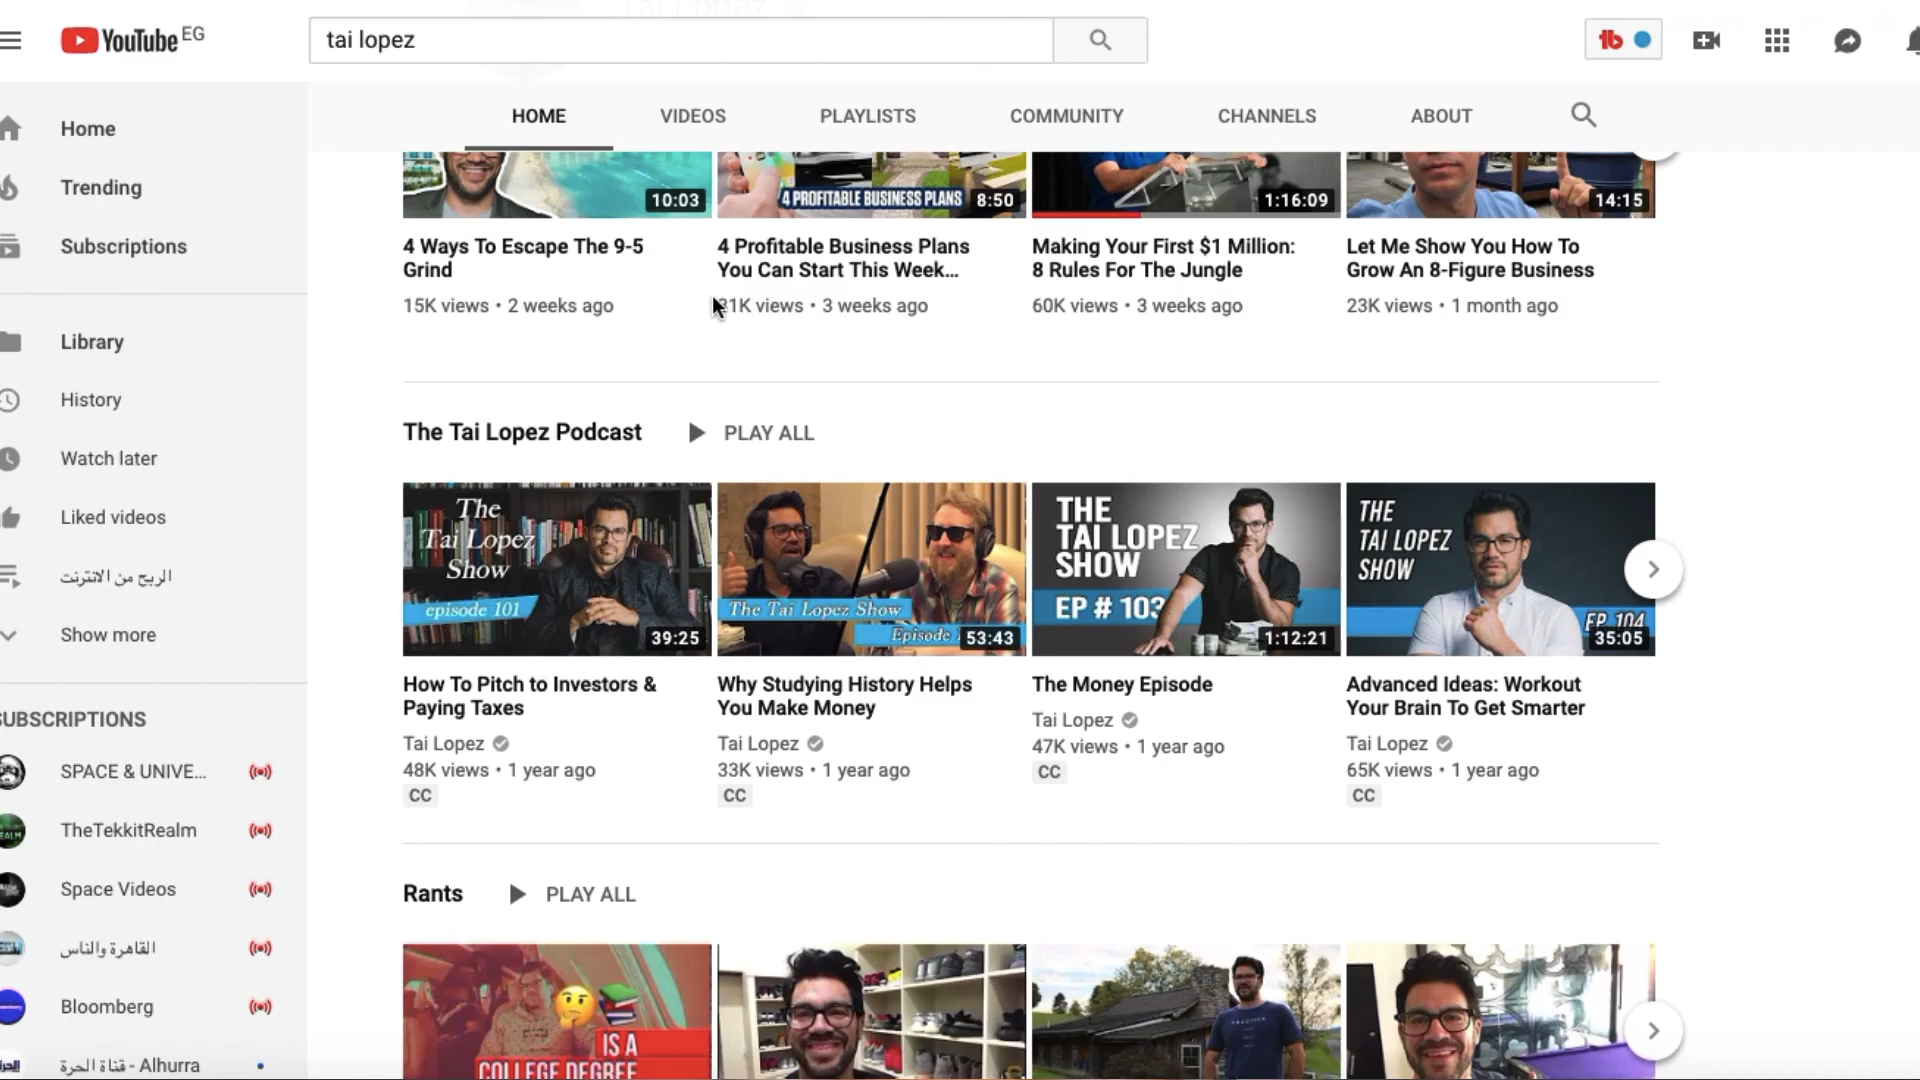 YouTube EG
tai lopez
HOME VIDEOS PLAYLISTS COMMUNITY CHANNELS ABOUT
Home
Trending
Subscriptions
Library
History
Watch later
Liked videos
الربح من الانترنت
Show more
SUBSCRIPTIONS
SPACE & UNIVE...
TheTekkitRealm
Space Videos
القاهرة والناس
Bloomberg
قناة الحرة - Alhurra
10:03
4 PROFITABLE BUSINESS PLANS 8:50
1:16:09
14:15
4 Ways To Escape The 9-5
Grind
15K views • 2 weeks ago
4 Profitable Business Plans
You Can Start This Week...
31K views • 3 weeks ago
Making Your First $1 Million:
8 Rules For The Jungle
60K views • 3 weeks ago
Let Me Show You How To
Grow An 8-Figure Business
23K views • 1 month ago
The Tai Lopez Podcast PLAY ALL
The
Tai Lopez
Show
episode 101
39:25
How To Pitch to Investors &
Paying Taxes
Tai Lopez
48K views • 1 year ago
CC
The Tai Lopez Show
Episode
53:43
Why Studying History Helps
You Make Money
Tai Lopez
33K views • 1 year ago
CC
THE
TAI LOPEZ
SHOW
EP # 103
1:12:21
The Money Episode
Tai Lopez
47K views • 1 year ago
CC
THE
TAI LOPEZ
SHOW
EP 104
35:05
Advanced Ideas: Workout
Your Brain To Get Smarter
Tai Lopez
65K views • 1 year ago
CC
Rants PLAY ALL
IS A
COLLEGE DEGREE